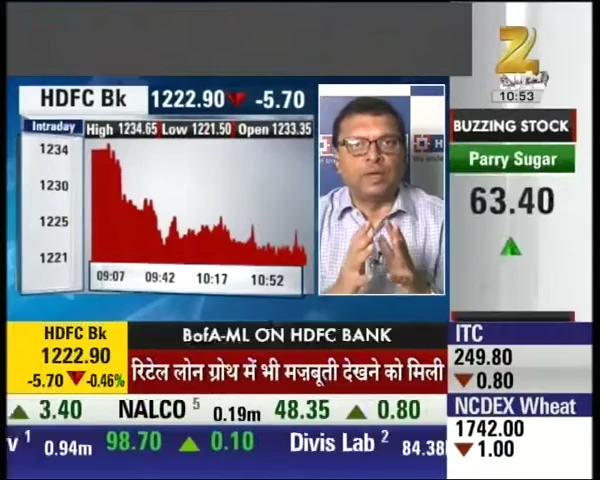 10:53
HDFC Bk 1222.90 -5.70
Intraday High 1234.65 Low 1221.50 Open 1233.35
1234
1230
1225
1221
09:07 09:42 10:17 10:52
BUZZING STOCK
Parry Sugar
63.40
HDFC Bk
1222.90
-5.70 -0.46%
BofA-ML ON HDFC BANK
रिटेल लोन ग्रोथ में भी मजबूती देखने को मिली
ITC
249.80
0.80
NCDEX Wheat
1742.00
1.00
3.40 NALCO 5 0.19m 48.35 0.80
v 1 0.94m 98.70 0.10 Divis Lab 2 84.38